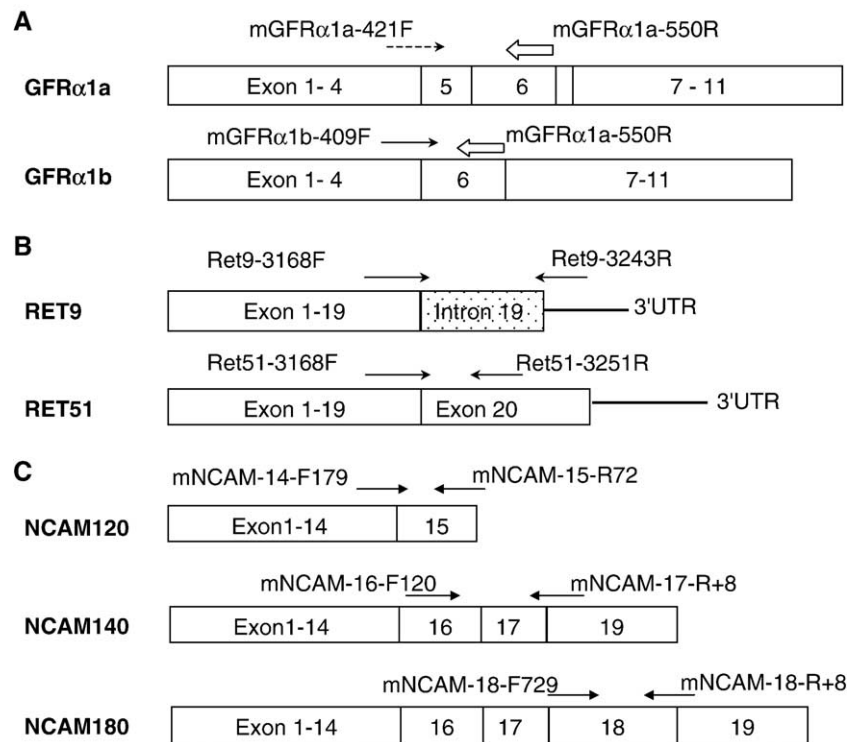 A
mGFRα1a-421F mGFRα1a-550R
GFRα1a Exon 1- 4 5 6 7 - 11
mGFRα1b-409F mGFRα1a-550R
GFRα1b Exon 1- 4 6 7-11
B
Ret9-3168F Ret9-3243R
RET9 Exon 1-19 Intron 19 3'UTR
Ret51-3168F Ret51-3251R
RET51 Exon 1-19 Exon 20 3'UTR
C
mNCAM-14-F179 mNCAM-15-R72
NCAM120 Exon1-14 15
mNCAM-16-F120 mNCAM-17-R+8
NCAM140 Exon1-14 16 17 19
mNCAM-18-F729 mNCAM-18-R+8
NCAM180 Exon 1-14 16 17 18 19